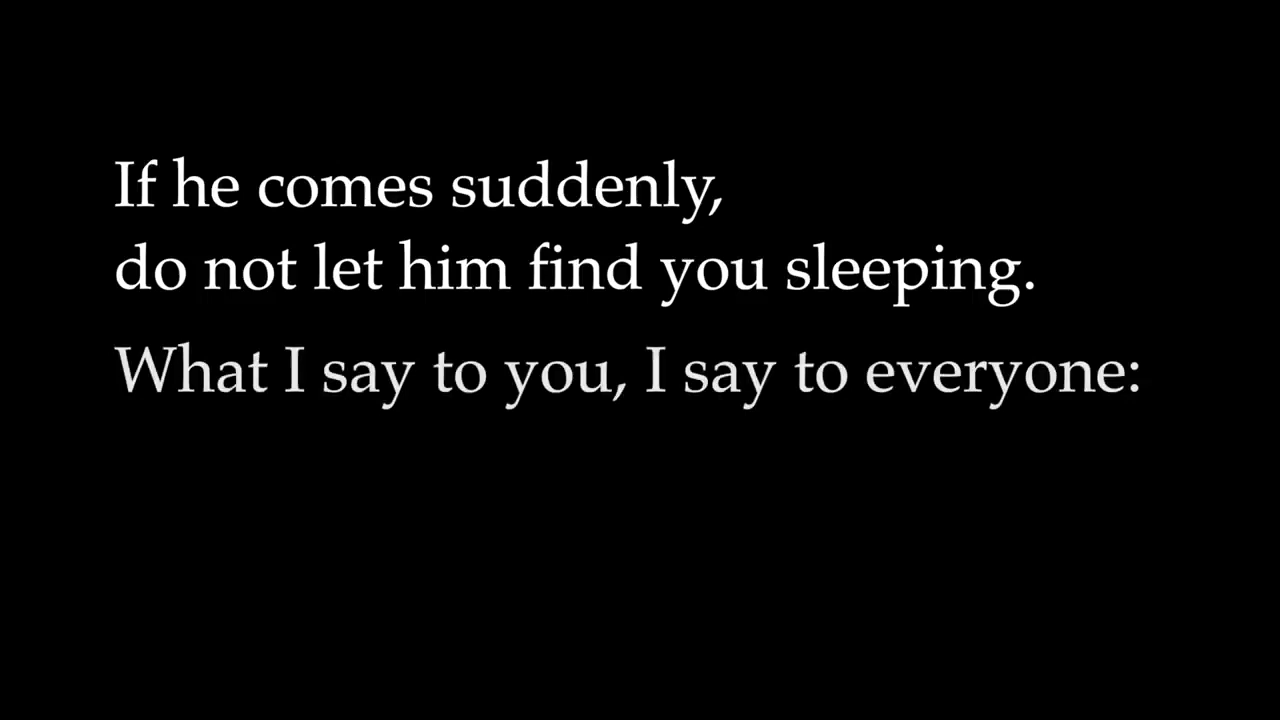 If he comes suddenly,
do not let him find you sleeping.
What I say to you, I say to everyone: